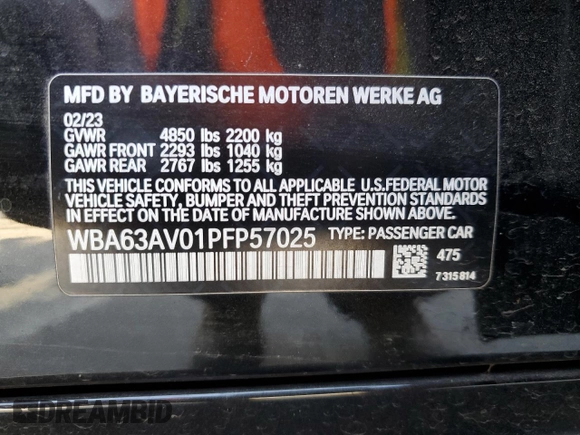 MFD BY BAYERISCHE MOTOREN WERKE AG
02/23
GVWR 4850 lbs 2200 kg
GAWR FRONT 2293 lbs 1040 kg
GAWR REAR 2767 lbs 1255 kg
THIS VEHICLE CONFORMS TO ALL APPLICABLE U.S.FEDERAL MOTOR
VEHICLE SAFETY, BUMPER AND THEFT PREVENTION STANDARDS
IN EFFECT ON THE DATE OF MANUFACTURE SHOWN ABOVE.
WBA63AV01PFP57025 TYPE: PASSENGER CAR
475
7315814
DREAMBID